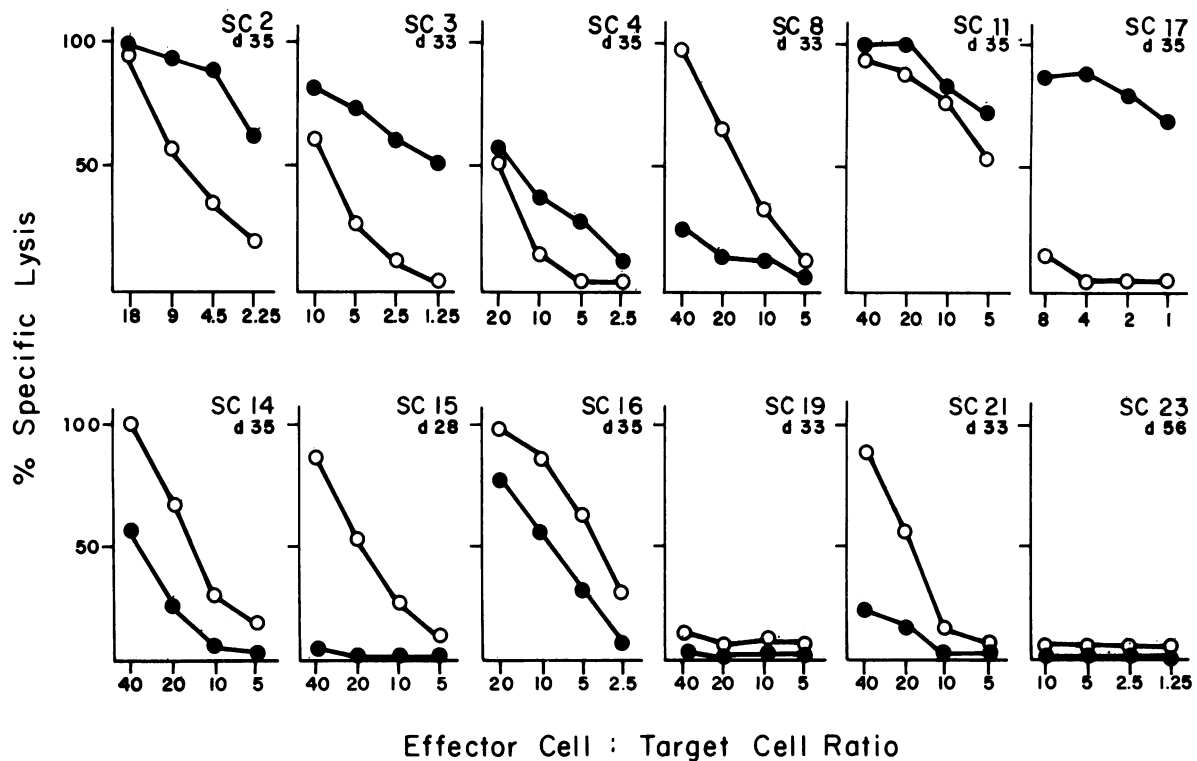 % Specific Lysis
100
50
SC 2
d 35
18 9 4.5 2.25
SC 3
d 33
10 5 2.5 1.25
SC 4
d 35
20 10 5 2.5
SC 8
d 33
40 20 10 5
SC 11
d 35
40 20 10 5
SC 17
d 35
8 4 2 1
100
50
SC 14
d 35
40 20 10 5
SC 15
d 28
40 20 10 5
SC 16
d 35
20 10 5 2.5
SC 19
d 33
40 20 10 5
SC 21
d 33
40 20 10 5
SC 23
d 56
10 5 2.5 1.25
Effector Cell : Target Cell Ratio